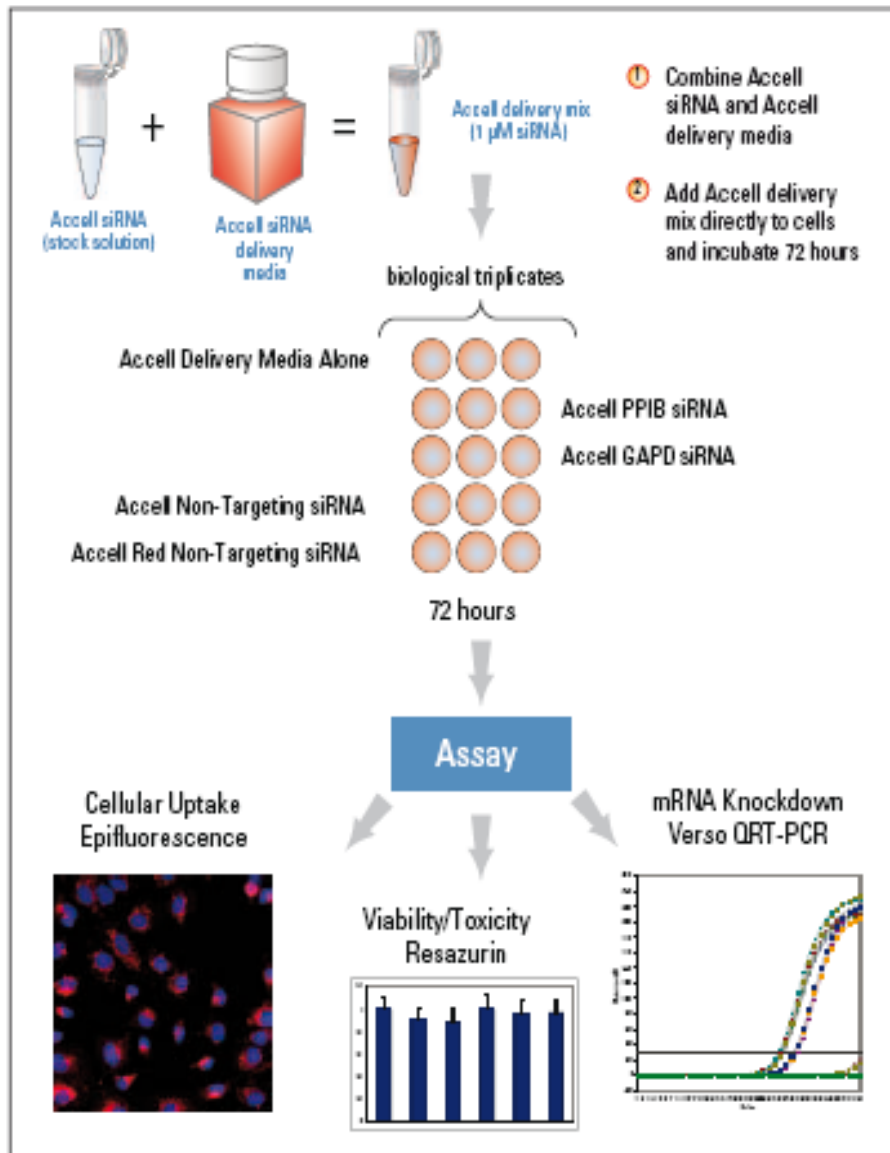 Accell siRNA
(stock solution)
+
Accell siRNA
delivery
media
=
Accell delivery mix
(1 µM siRNA)
1 Combine Accell
siRNA and Accell
delivery media
2 Add Accell delivery
mix directly to cells
and incubate 72 hours
biological triplicates
Accell Delivery Media Alone
Accell PPIB siRNA
Accell GAPD siRNA
Accell Non-Targeting siRNA
Accell Red Non-Targeting siRNA
72 hours
Assay
Cellular Uptake
Epifluorescence
Viability/Toxicity
Resazurin
mRNA Knockdown
Verso QRT-PCR